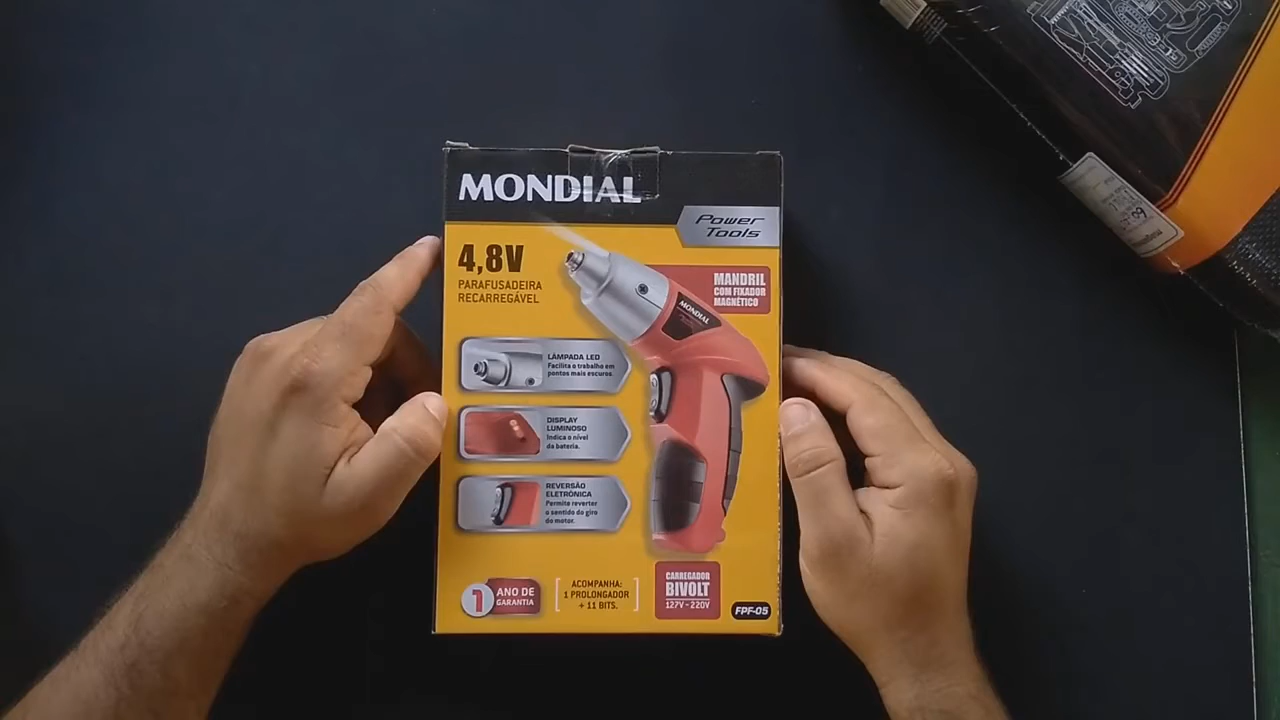 MONDIAL
Power
Tools
4,8V
PARAFUSADEIRA
RECARREGÁVEL
MANDRIL
COM FIXADOR
MAGNÉTICO
MONDIAL
LÂMPADA LED
Facilita o trabalho em
pontos mais escuros.
DISPLAY
LUMINOSO
Indica o nível
da bateria.
REVERSÃO
ELETRÔNICA
Permite reverter
o sentido do giro
do motor.
1 ANO DE
GARANTIA
ACOMPANHA:
1 PROLONGADOR
+ 11 BITS.
CARREGADOR
BIVOLT
127V - 220V
FPF-05